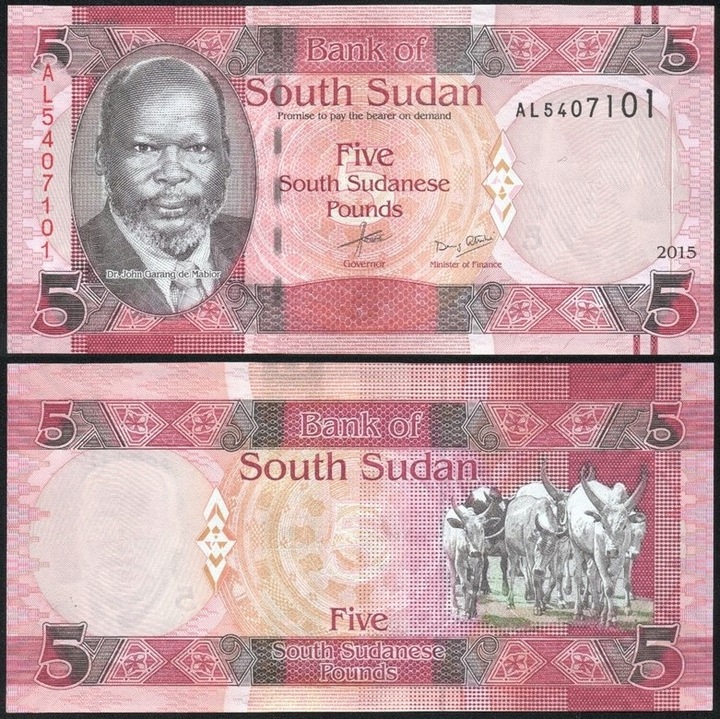 5
Bank of
5
South Sudan
Promise to pay the bearer on demand
AL5407101
AL5407101
Five
South Sudanese
Pounds
Governor
Minister of Finance
2015
Dr. John Garang de Mabior
5
5
5
Bank of
5
South Sudan
Five
5
South Sudanese
Pounds
5